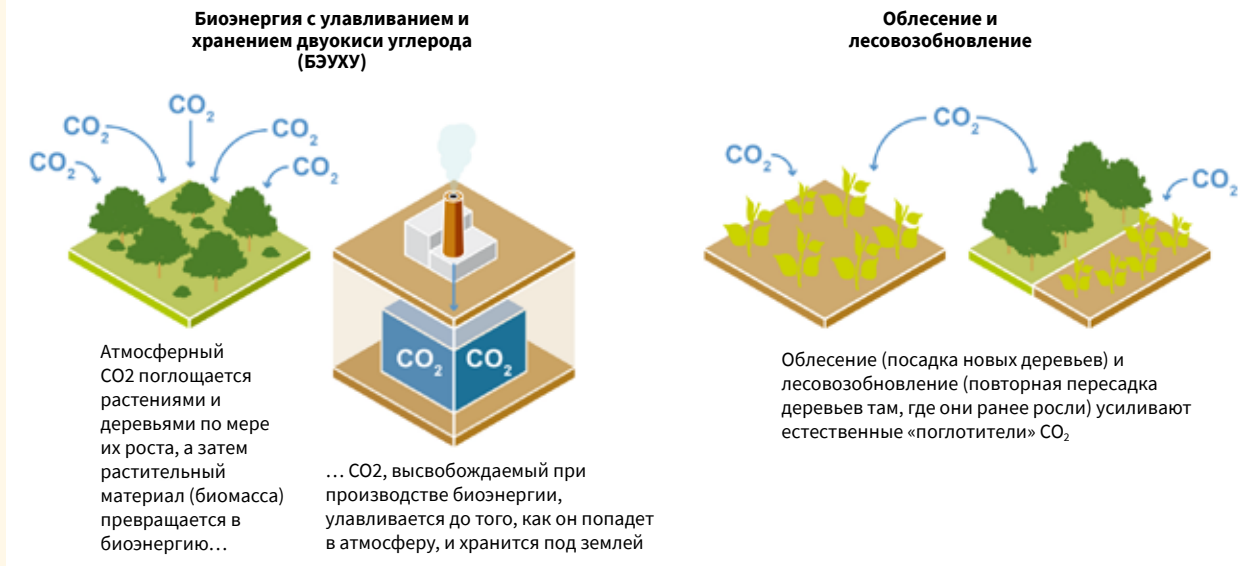 Биоэнергия с улавливанием и
хранением двуокиси углерода
(БЭУХУ)
CO₂
CO₂
CO₂
CO₂
CO₂
Атмосферный
СО2 поглощается
растениями и
деревьями по мере
их роста, а затем
растительный
материал (биомасса)
превращается в
биоэнергию…
CO₂
CO₂
… СО2, высвобождаемый при
производстве биоэнергии,
улавливается до того, как он попадет
в атмосферу, и хранится под землей
Облесение и
лесовозобновление
CO₂
CO₂
CO₂
Облесение (посадка новых деревьев) и
лесовозобновление (повторная пересадка
деревьев там, где они ранее росли) усиливают
естественные «поглотители» CO₂